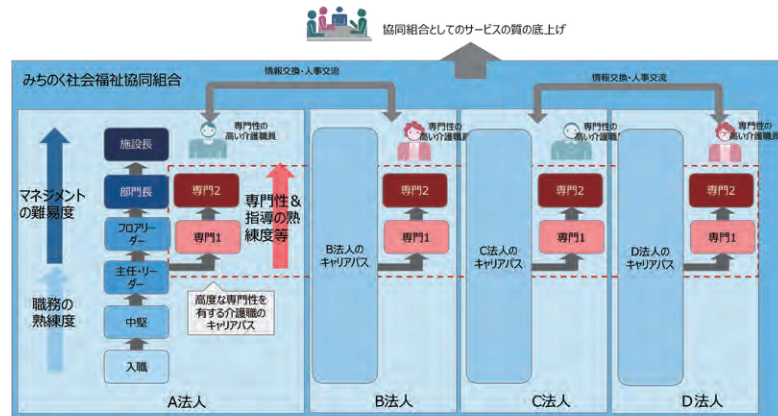 協同組合としてのサービスの質の底上げ
みちのく社会福祉協同組合
情報交換・人事交流
情報交換・人事交流
マネジメント
の難易度
職務の
熟練度
施設長
部門長
フロアリー
ダー
主任・リー
ダー
中堅
入職
専門性の
高い介護職員
専門2
専門1
専門性&
指導の熟
練度等
高度な専門性を
有する介護職の
キャリアパス
A法人
B法人の
キャリアパス
専門性の
高い介護職員
専門2
専門1
B法人
C法人の
キャリアパス
専門性の
高い介護職員
専門2
専門1
C法人
D法人の
キャリアパス
専門性の
高い介護職員
専門2
専門1
D法人